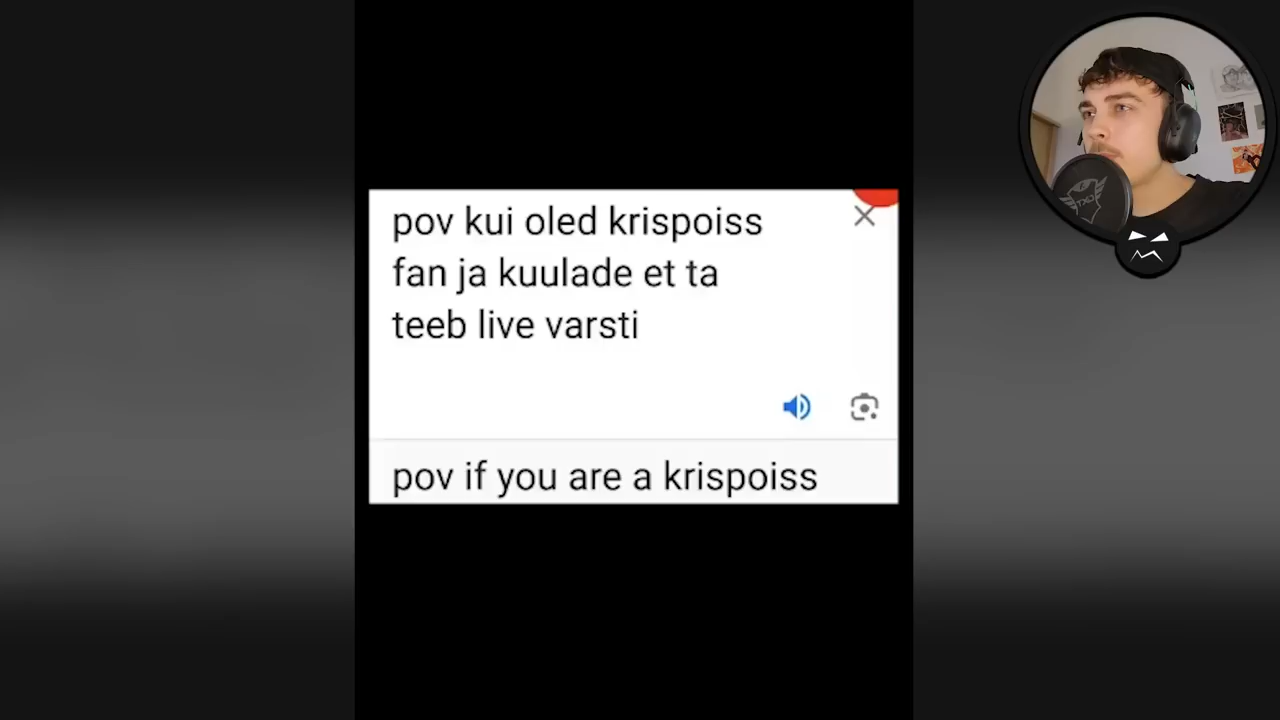 pov kui oled krispoiss
fan ja kuulade et ta
teeb live varsti
pov if you are a krispoiss